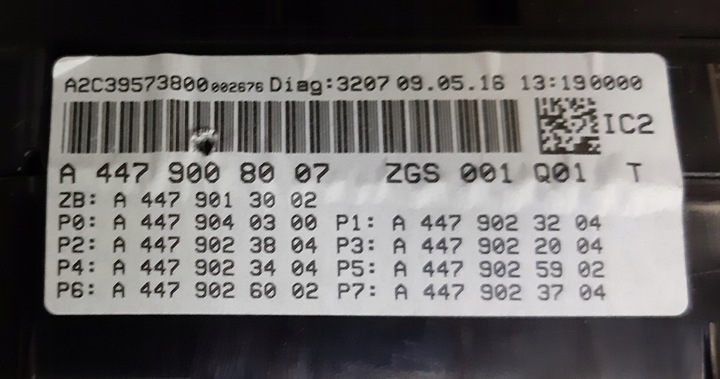 A2C39573800002676 Diag:3207 09.05.16 13:190000
IC2
A 447 900 80 07 ZGS 001 Q01 T
ZB: A 447 901 30 02
P0: A 447 904 03 00 P1: A 447 902 32 04
P2: A 447 902 38 04 P3: A 447 902 20 04
P4: A 447 902 34 04 P5: A 447 902 59 02
P6: A 447 902 60 02 P7: A 447 902 37 04